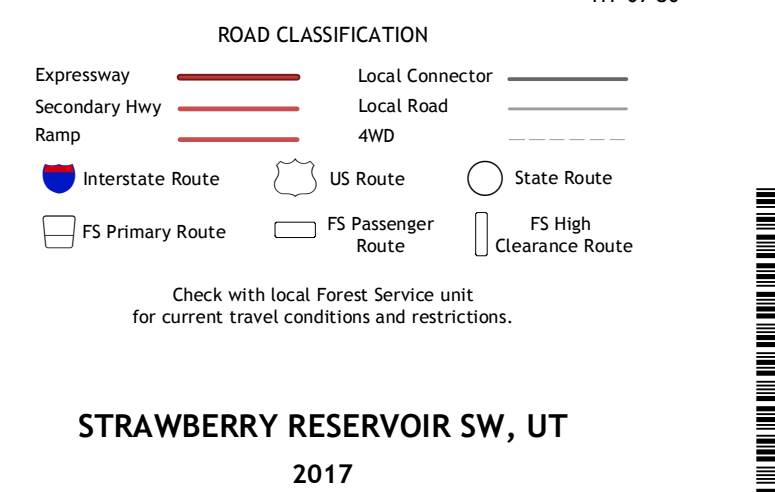 ROAD CLASSIFICATION
Expressway
Local Connector
Secondary Hwy
Local Road
Ramp
4WD
Interstate Route
US Route
State Route
FS Primary Route
FS Passenger
Route
FS High
Clearance Route
Check with local Forest Service unit
for current travel conditions and restrictions.
STRAWBERRY RESERVOIR SW, UT
2017